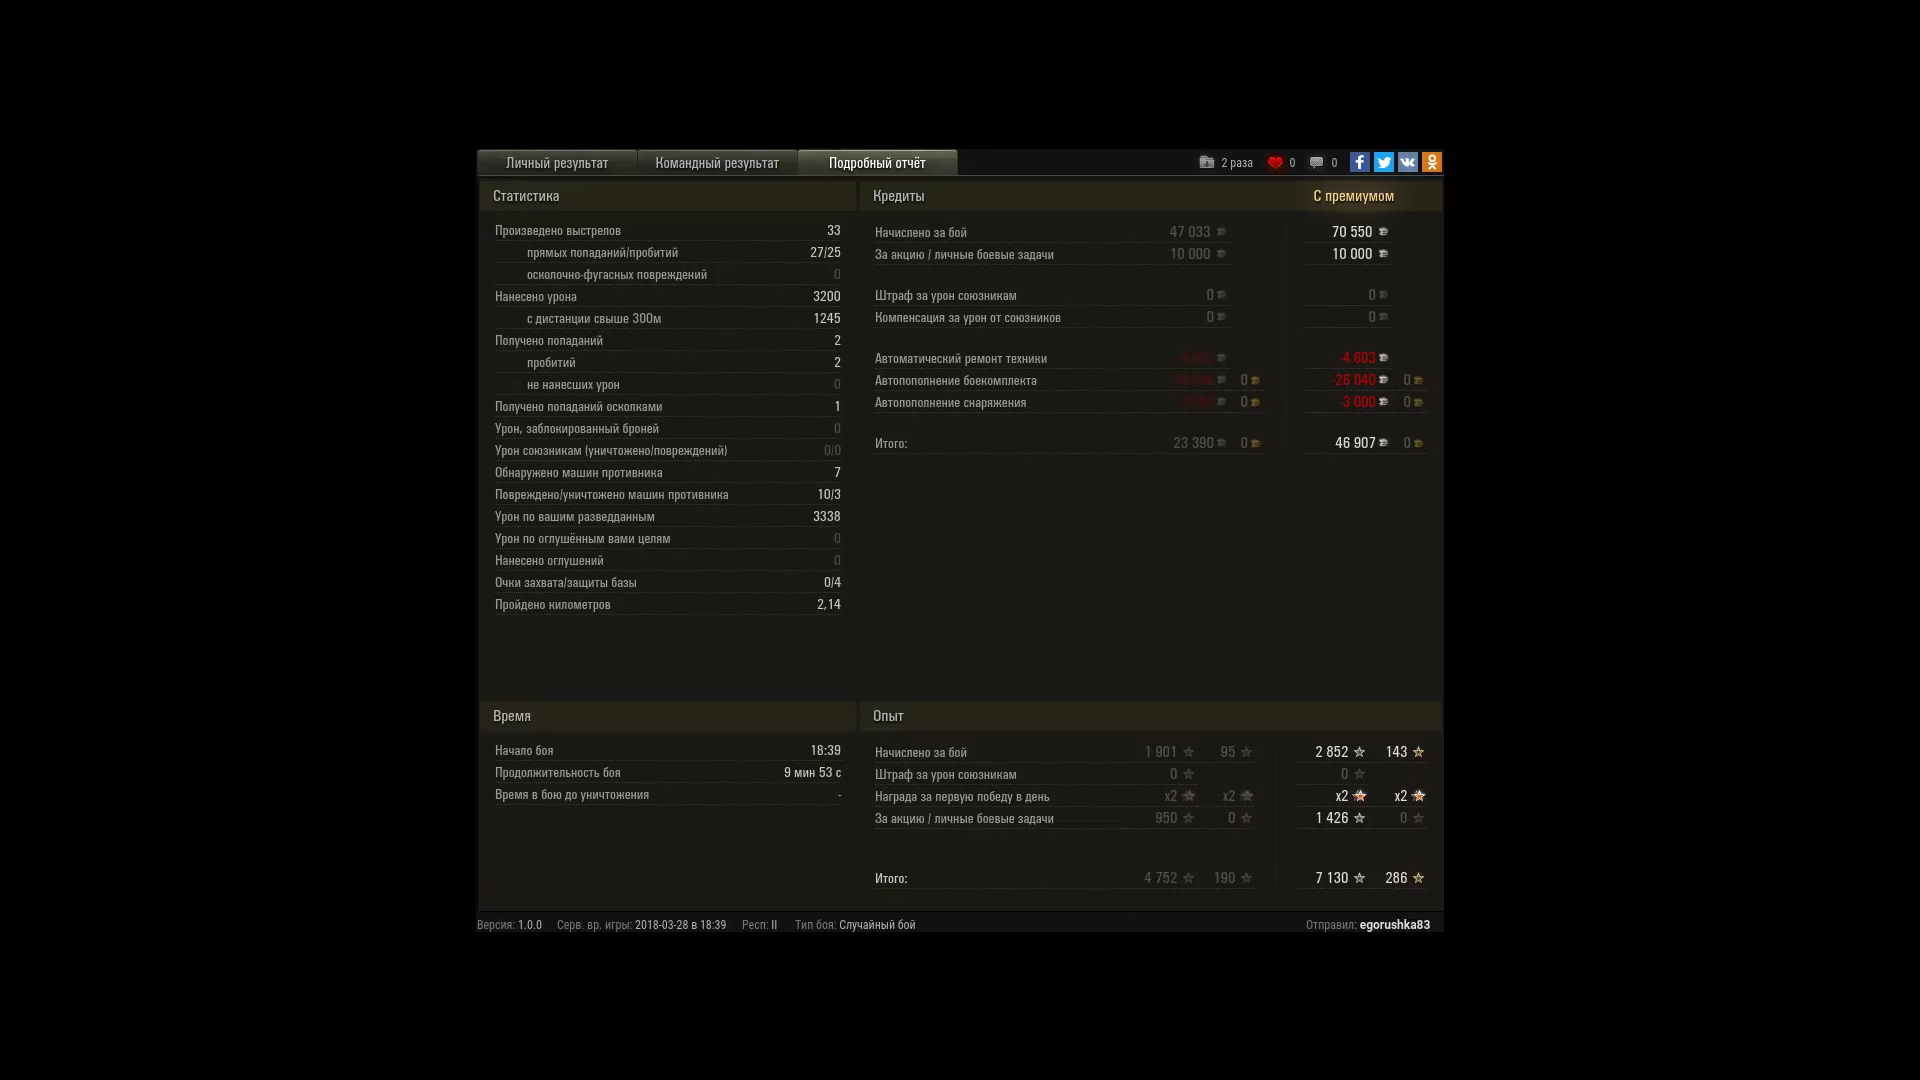 Личный результат Командный результат Подробный отчёт 2 раза 0 0
Статистика
Произведено выстрелов 33
прямых попаданий/пробитий 27/25
осколочно-фугасных повреждений 0
Нанесено урона 3200
с дистанции свыше 300м 1245
Получено попаданий 2
пробитий 2
не нанесших урон 0
Получено попаданий осколками 1
Урон, заблокированный броней 0
Урон союзникам (уничтожено/повреждений) 0/0
Обнаружено машин противника 7
Повреждено/уничтожено машин противника 10/3
Урон по вашим разведданным 3338
Урон по оглушённым вами целям 0
Нанесено оглушений 0
Очки захвата/защиты базы 0/4
Пройдено километров 2,14
Кредиты С премиумом
Начислено за бой 47 033 70 550
За акцию / личные боевые задачи 10 000 10 000
Штраф за урон союзникам 0 0
Компенсация за урон от союзников 0 0
Автоматический ремонт техники -4 603
Автопополнение боекомплекта 0 -26 040 0
Автопополнение снаряжения 0 -3 000 0
Итого: 23 390 0 46 907 0
Время
Начало боя 18:39
Продолжительность боя 9 мин 53 с
Время в бою до уничтожения -
Опыт
Начислено за бой 1 901 95 2 852 143
Штраф за урон союзникам 0 0
Награда за первую победу в день x2 x2 x2 x2
За акцию / личные боевые задачи 950 0 1 426 0
Итого: 4 752 190 7 130 286
Версия: 1.0.0 Серв. вр. игры: 2018-03-28 в 18:39 Респ: II Тип боя: Случайный бой Отправил: egorushka83